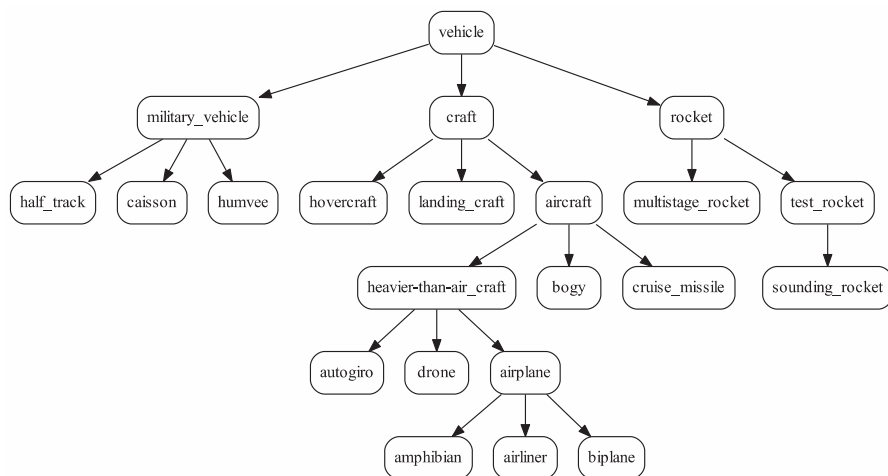 vehicle
military_vehicle
craft
rocket
half_track
caisson
humvee
hovercraft
landing_craft
aircraft
multistage_rocket
test_rocket
heavier-than-air_craft
bogy
cruise_missile
sounding_rocket
autogiro
drone
airplane
amphibian
airliner
biplane